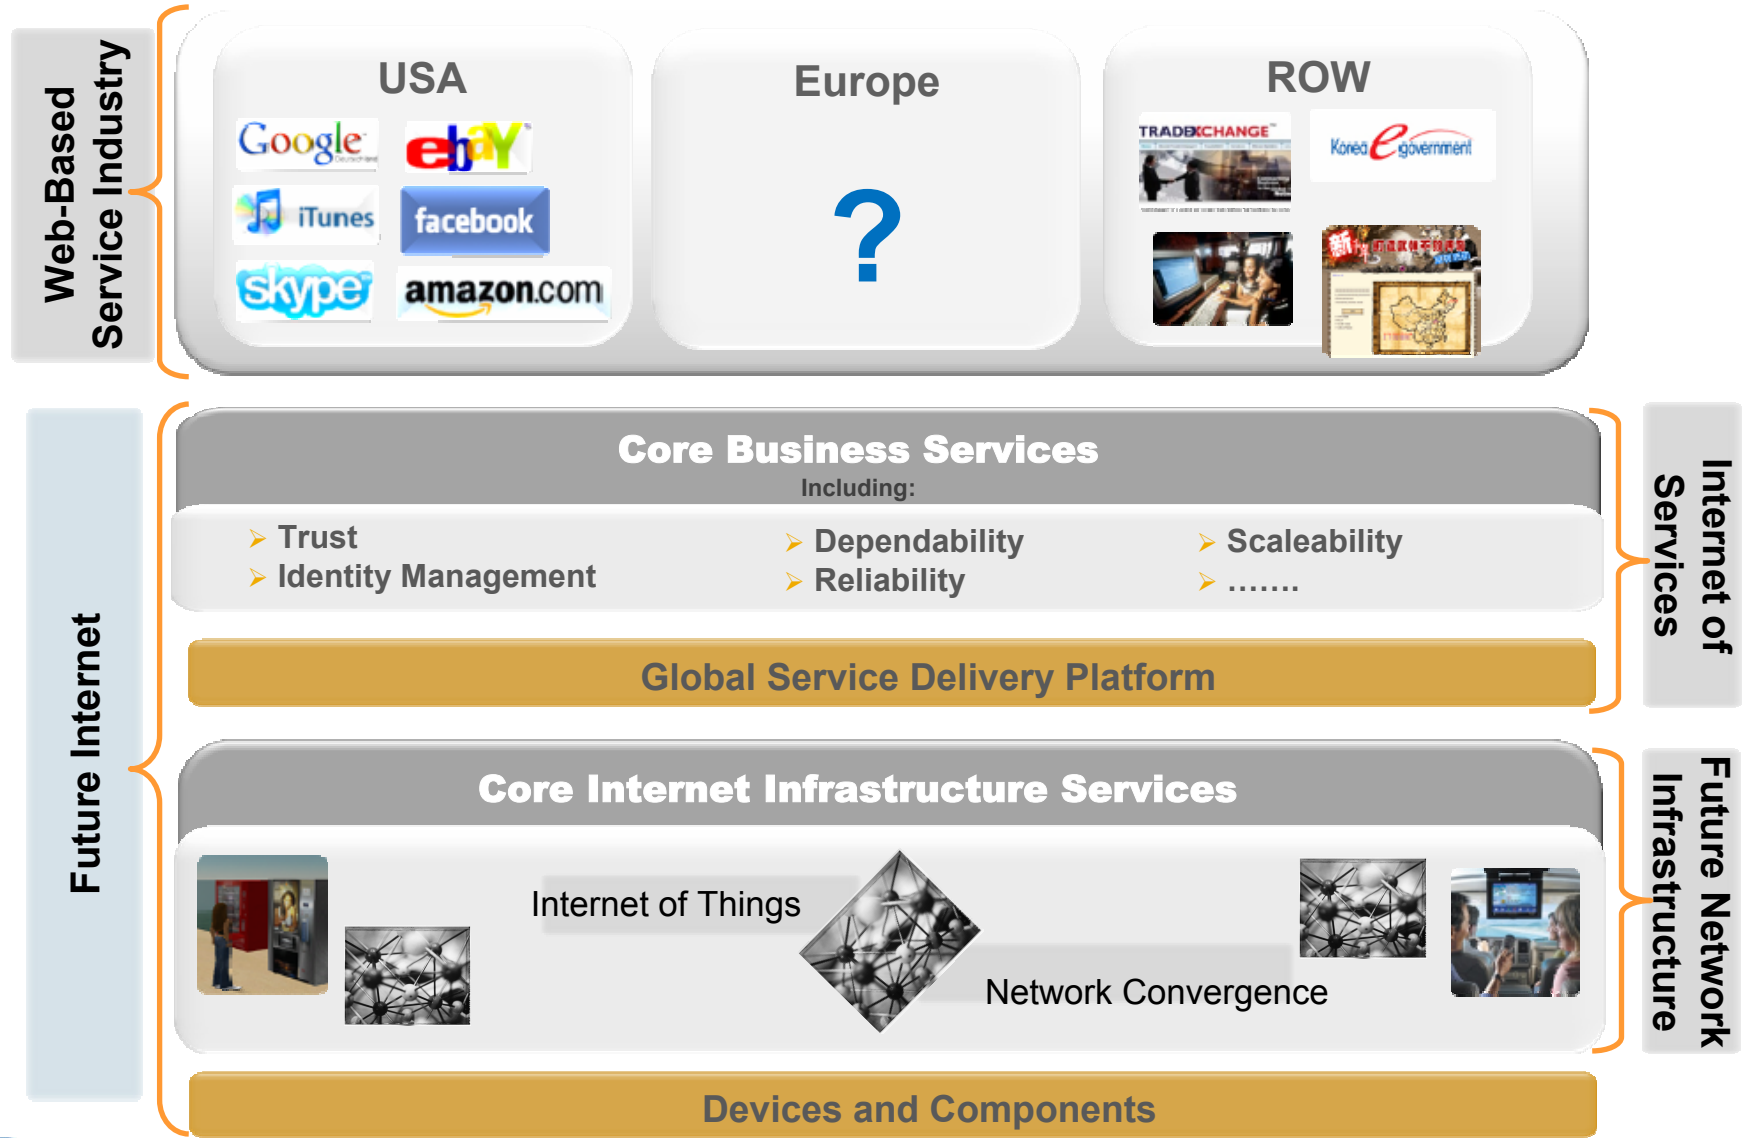 Web-Based
Service Industry
USA
Google
Deutschland
ebaY
iTunes
facebook
skype
amazon.com
Europe
?
ROW
TRADEXCHANGE
Korea e government
Future Internet
Core Business Services
Including:
Trust
Identity Management
Dependability
Reliability
Scaleability
…….
Global Service Delivery Platform
Internet of
Services
Core Internet Infrastructure Services
Internet of Things
Network Convergence
Future Network
Infrastructure
Devices and Components